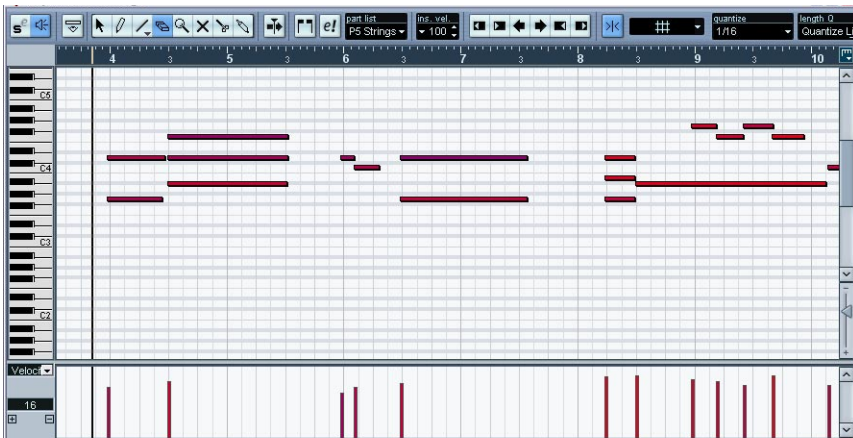 part list
ins. vel.
quantize
length Q
s e e! P5 Strings 100 1/16 Quantize Li
4 3 5 3 6 3 7 3 8 3 9 3 10
C5
C4
C3
C2
Veloci
16